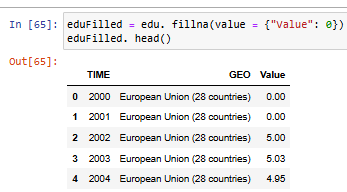 In [65]: eduFilled = edu. fillna(value = {"Value": 0})
eduFilled. head()
Out[65]:
TIME GEO Value
0 2000 European Union (28 countries) 0.00
1 2001 European Union (28 countries) 0.00
2 2002 European Union (28 countries) 5.00
3 2003 European Union (28 countries) 5.03
4 2004 European Union (28 countries) 4.95